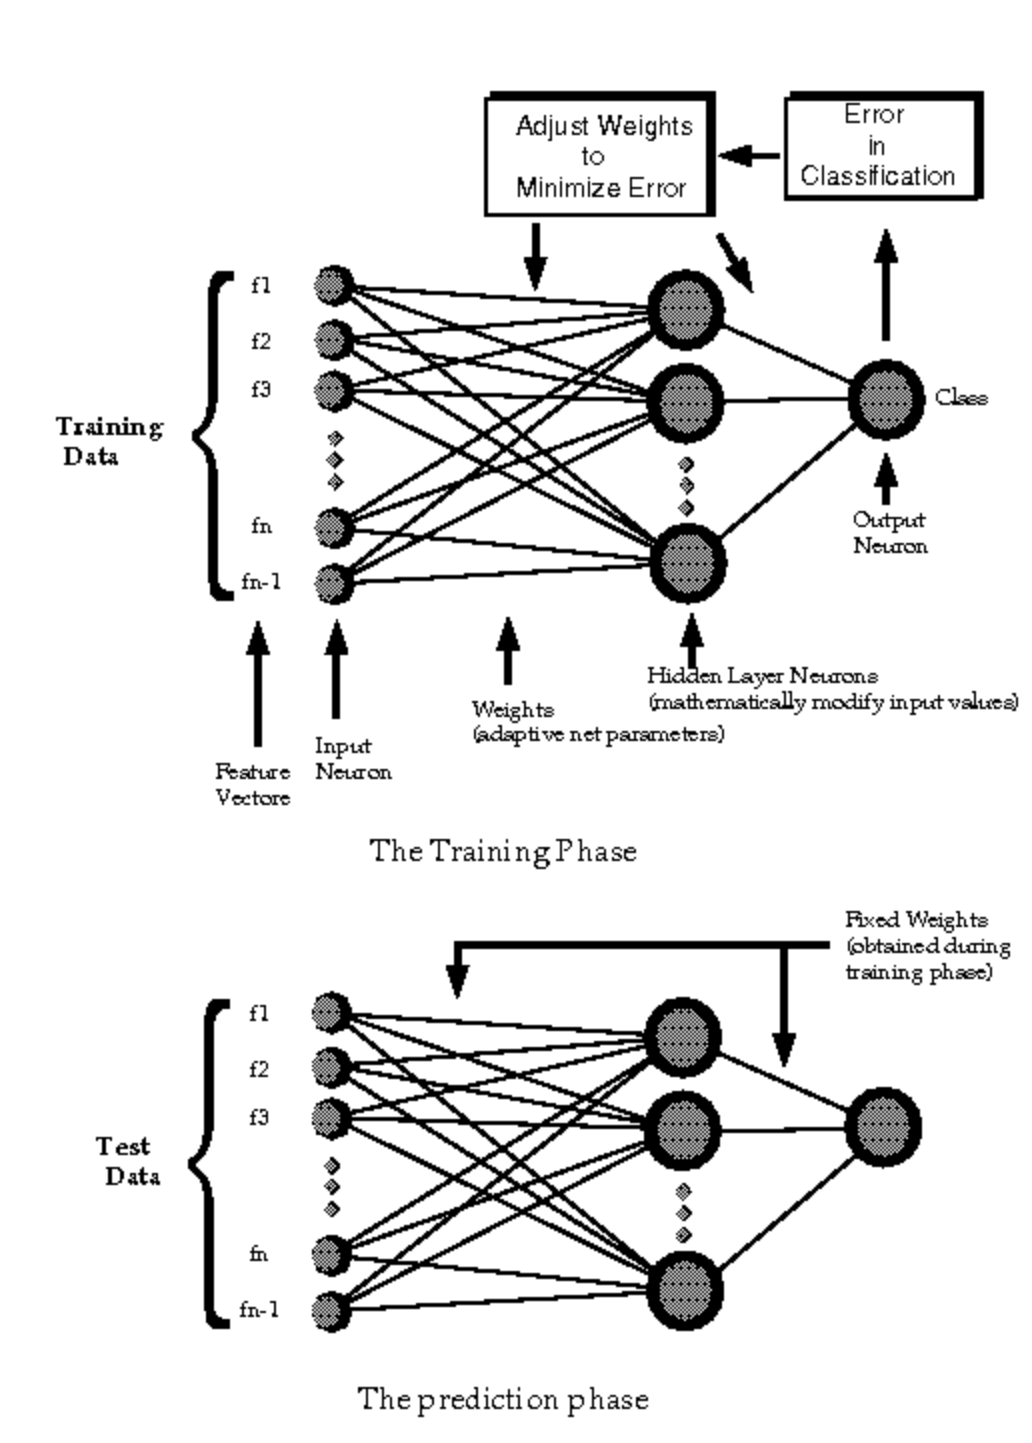 Adjust Weights
to
Minimize Error
Error
in
Classification
f1
f2
f3
Training
Data
fn
fn-1
Class
Output
Neuron
Hidden Layer Neurons
(mathematically modify input values)
Weights
(adaptive net parameters)
Input
Neuron
Feature
Vectore
The Training Phase
Fixed Weights
(obtained during
training phase)
f1
f2
f3
Test
Data
fn
fn-1
The prediction phase